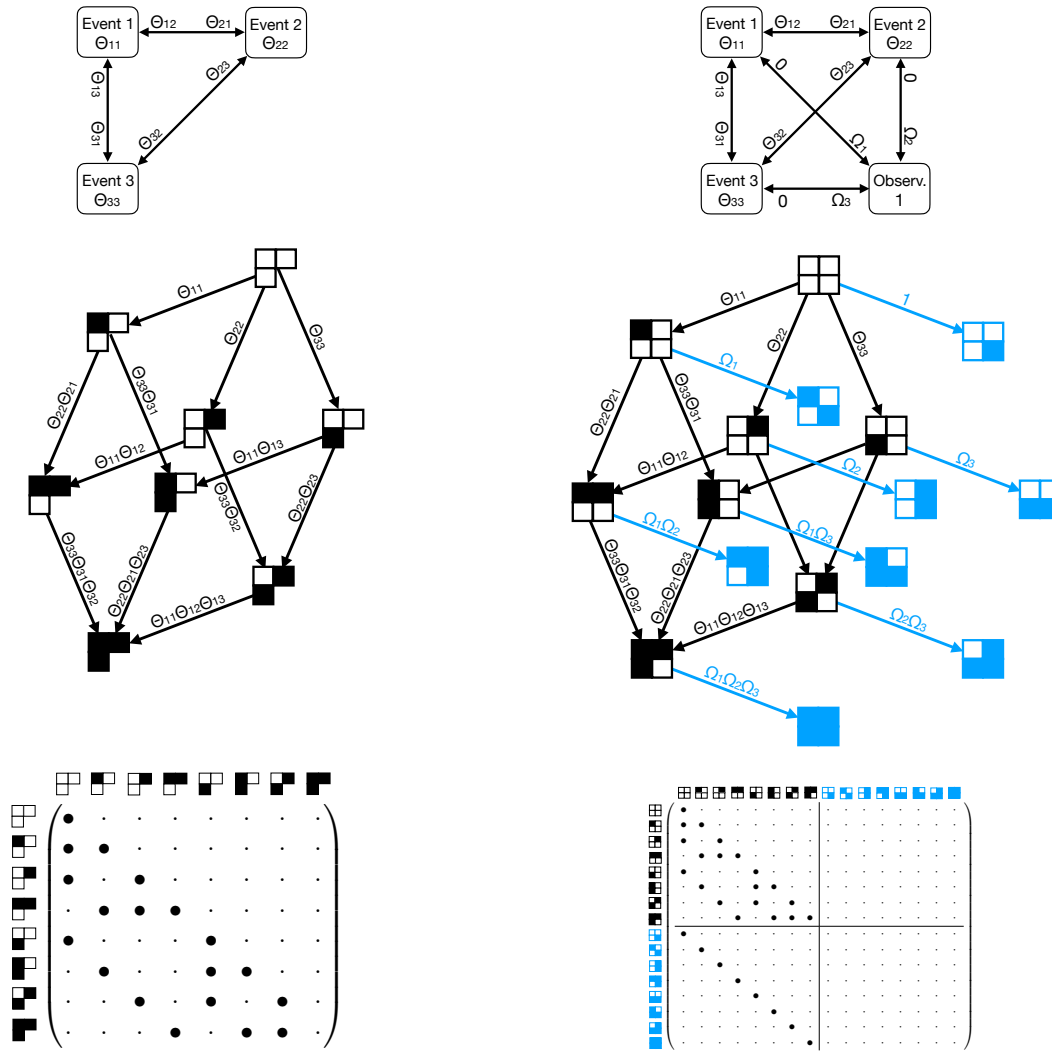 Event 1
Θ11
Θ12
Θ21
Event 2
Θ22
Θ13
Θ31
Θ23
Θ32
Event 3
Θ33
Event 1
Θ11
Θ12
Θ21
Event 2
Θ22
Θ13
Θ31
Θ23
Θ32
0
Ω1
0
Ω2
Event 3
Θ33
0
Ω3
Observ.
1
Θ11
Θ22
Θ33
Θ22Θ21
Θ33Θ31
Θ11Θ12
Θ11Θ13
Θ33Θ32
Θ22Θ23
Θ33Θ31Θ32
Θ22Θ21Θ23
Θ11Θ12Θ13
Θ11
Θ22
Θ33
1
Ω1
Θ22Θ21
Θ33Θ31
Θ11Θ12
Ω2
Ω3
Ω1Ω2
Ω1Ω3
Θ33Θ31Θ32
Θ22Θ21Θ23
Θ11Θ12Θ13
Ω2Ω3
Ω1Ω2Ω3